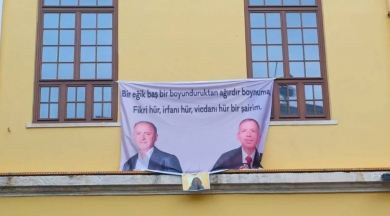 Bir eğik baş bir boyunduruktan ağırdır boynuma
Fikri hür, irfanı hür, vicdanı hür bir şairim.